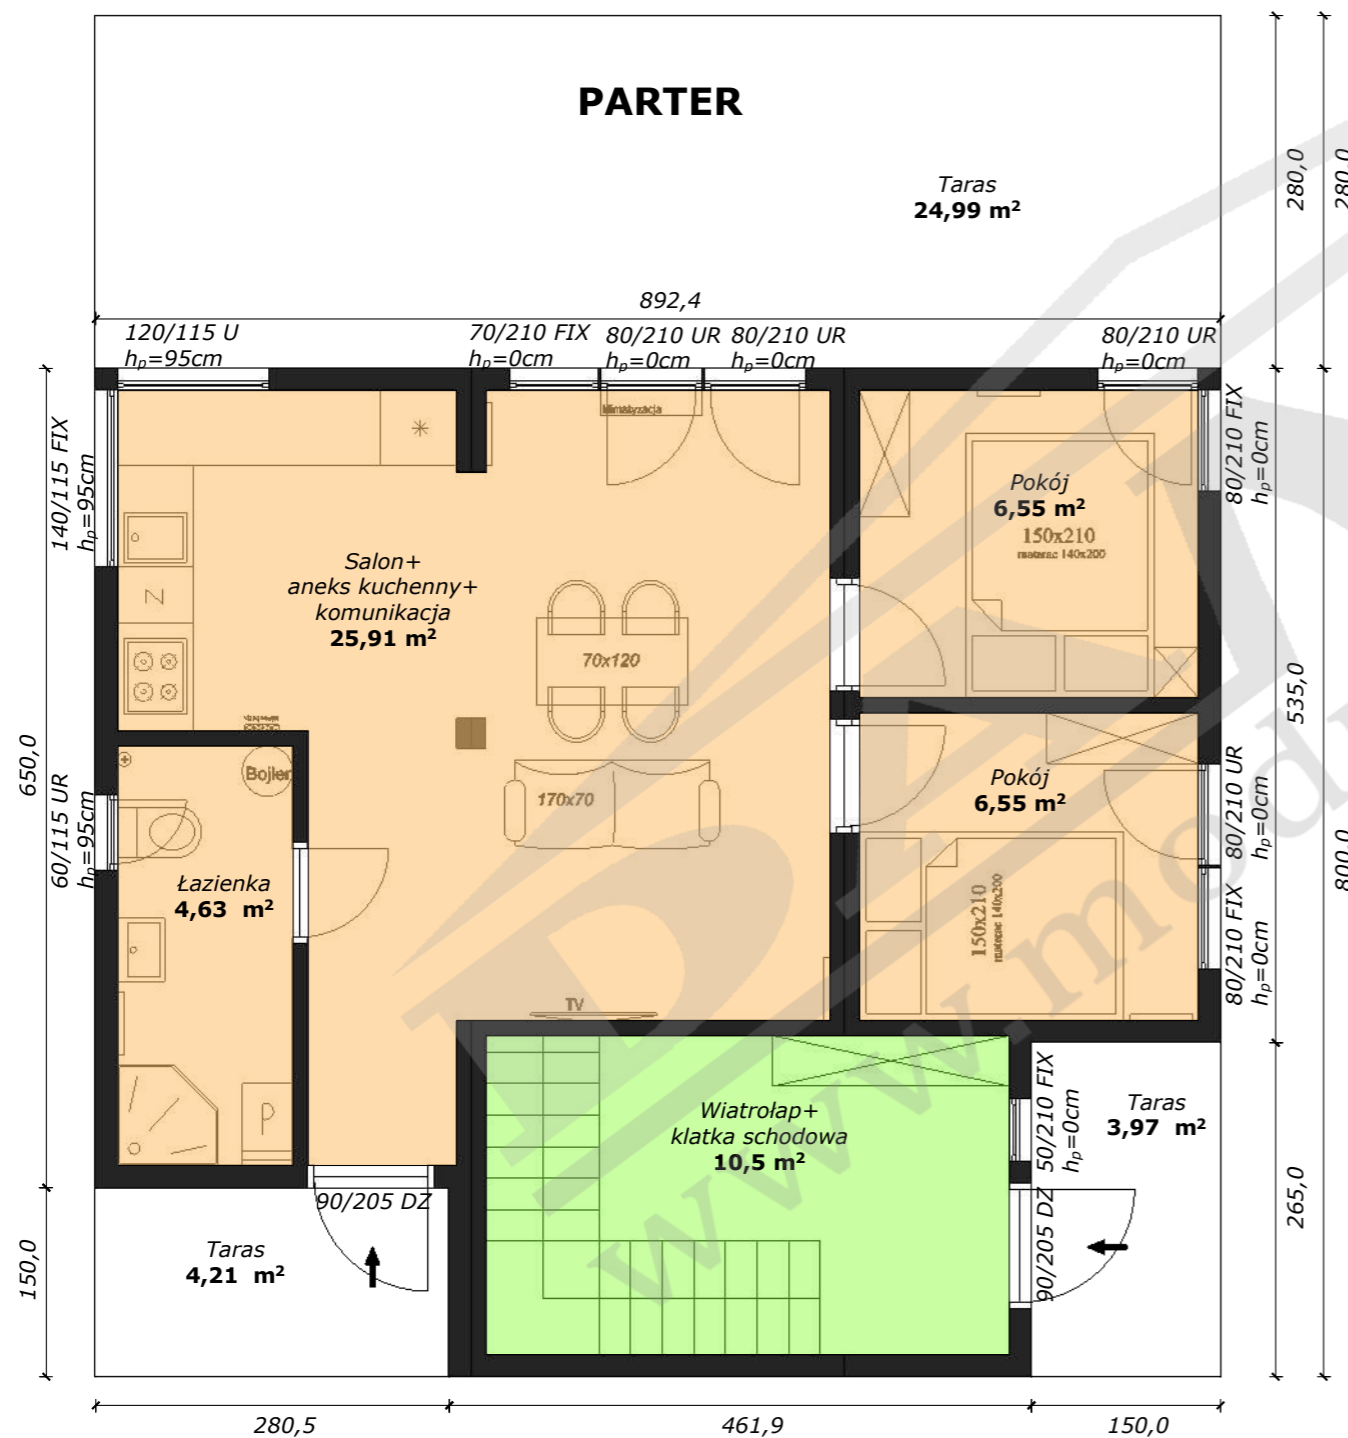 PARTER
280,0
280,0
Taras
24,99 m²
892,4
120/115 U
hₚ=95cm
70/210 FIX
hₚ=0cm
80/210 UR
hₚ=0cm
80/210 UR
hₚ=0cm
80/210 UR
hₚ=0cm
140/115 FIX
hₚ=95cm
Klimatyzacja
80/210 FIX
hₚ=0cm
Pokój
6,55 m²
150x210
materac 140x200
Salon+
aneks kuchenny+
komunikacja
25,91 m²
Z
70x120
535,0
650,0
60/115 UR
hₚ=95cm
Bojler
170x70
Pokój
6,55 m²
80/210 UR
hₚ=0cm
800,0
Łazienka
4,63 m²
150x210
materac 140x200
80/210 FIX
hₚ=0cm
TV
P
Wiatrołap+
klatka schodowa
10,5 m²
50/210 FIX
hₚ=0cm
Taras
3,97 m²
90/205 DZ
90/205 DZ
265,0
Taras
4,21 m²
150,0
280,5
461,9
150,0
www.mod